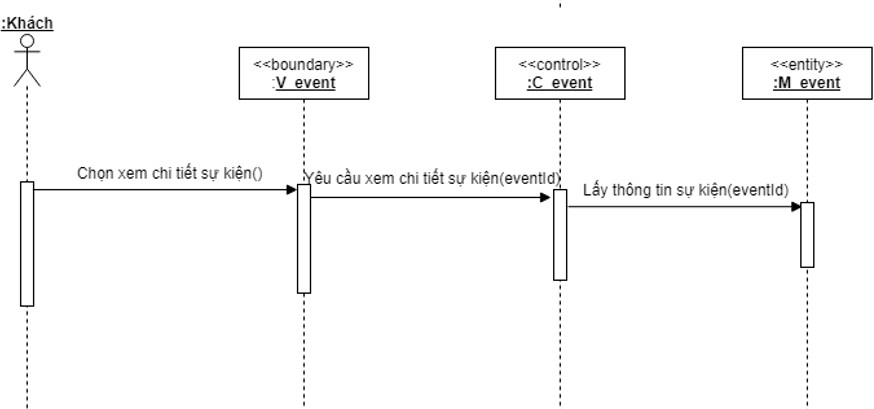 :Khách
<<boundary>>
:V_event
<<control>>
:C_event
<<entity>>
:M_event
Chọn xem chi tiết sự kiện()
Yêu cầu xem chi tiết sự kiện(eventId)
Lấy thông tin sự kiện(eventId)